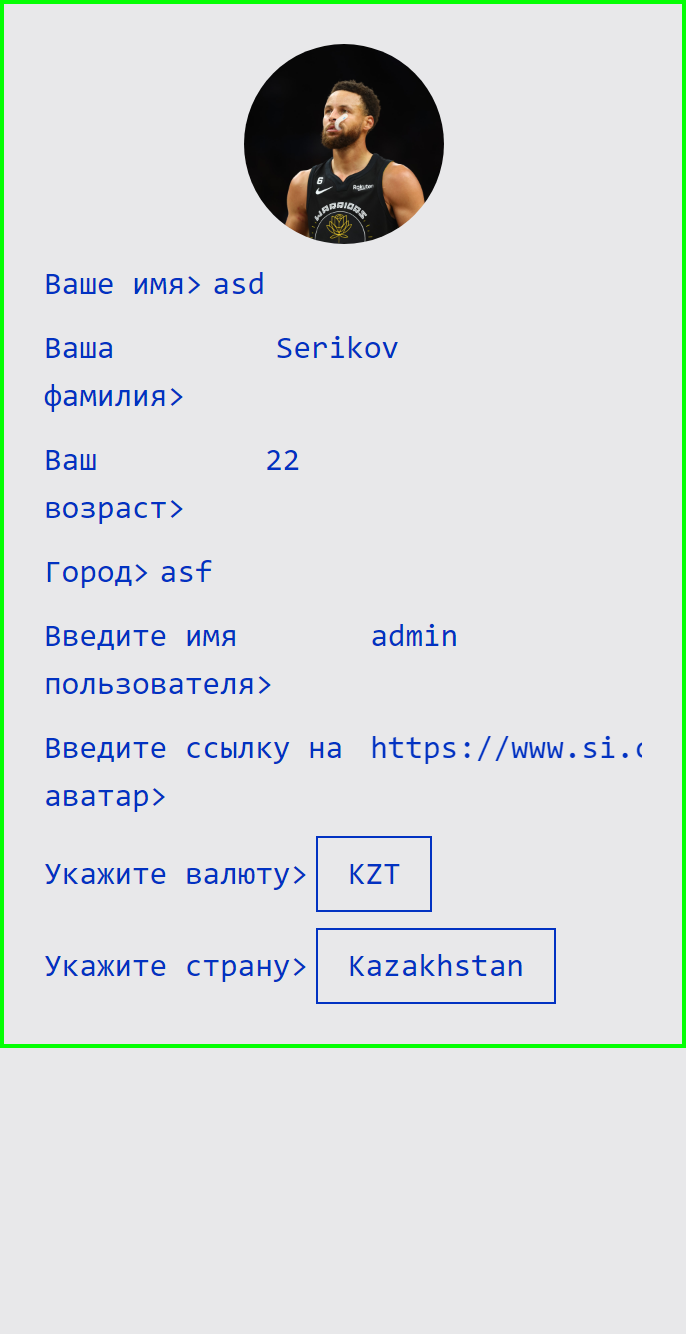 6
Rakuten
WARRIORS
Ваше имя> asd
Ваша Serikov
фамилия>
Ваш 22
возраст>
Город> asf
Введите имя admin
пользователя>
Введите ссылку на https://www.si.c
аватар>
Укажите валюту> KZT
Укажите страну> Kazakhstan